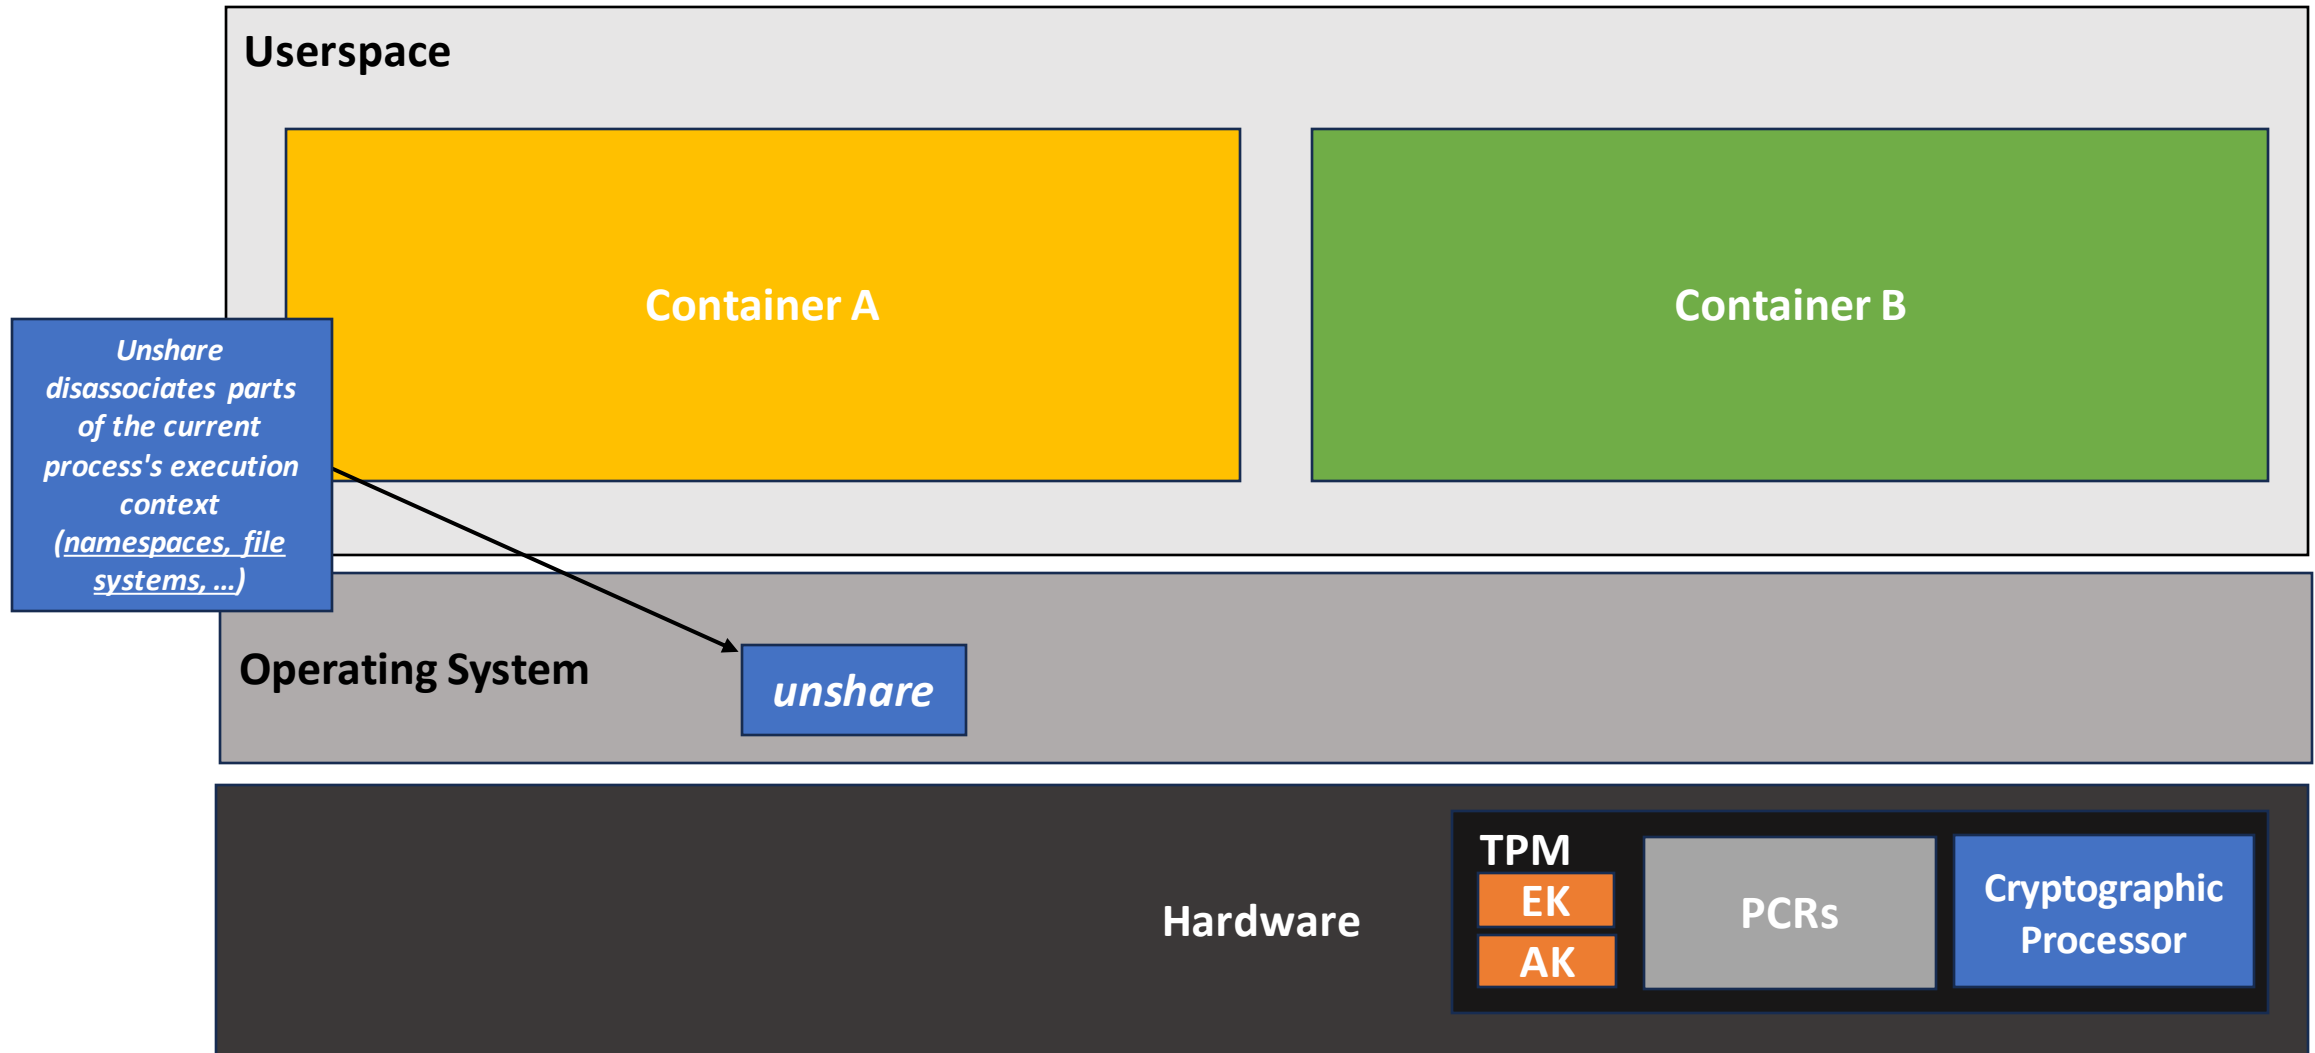 Userspace
Container A
Container B
Unshare
disassociates parts
of the current
process's execution
context
(namespaces, file
systems, ...)
Operating System
unshare
Hardware
TPM
EK
AK
PCRs
Cryptographic
Processor